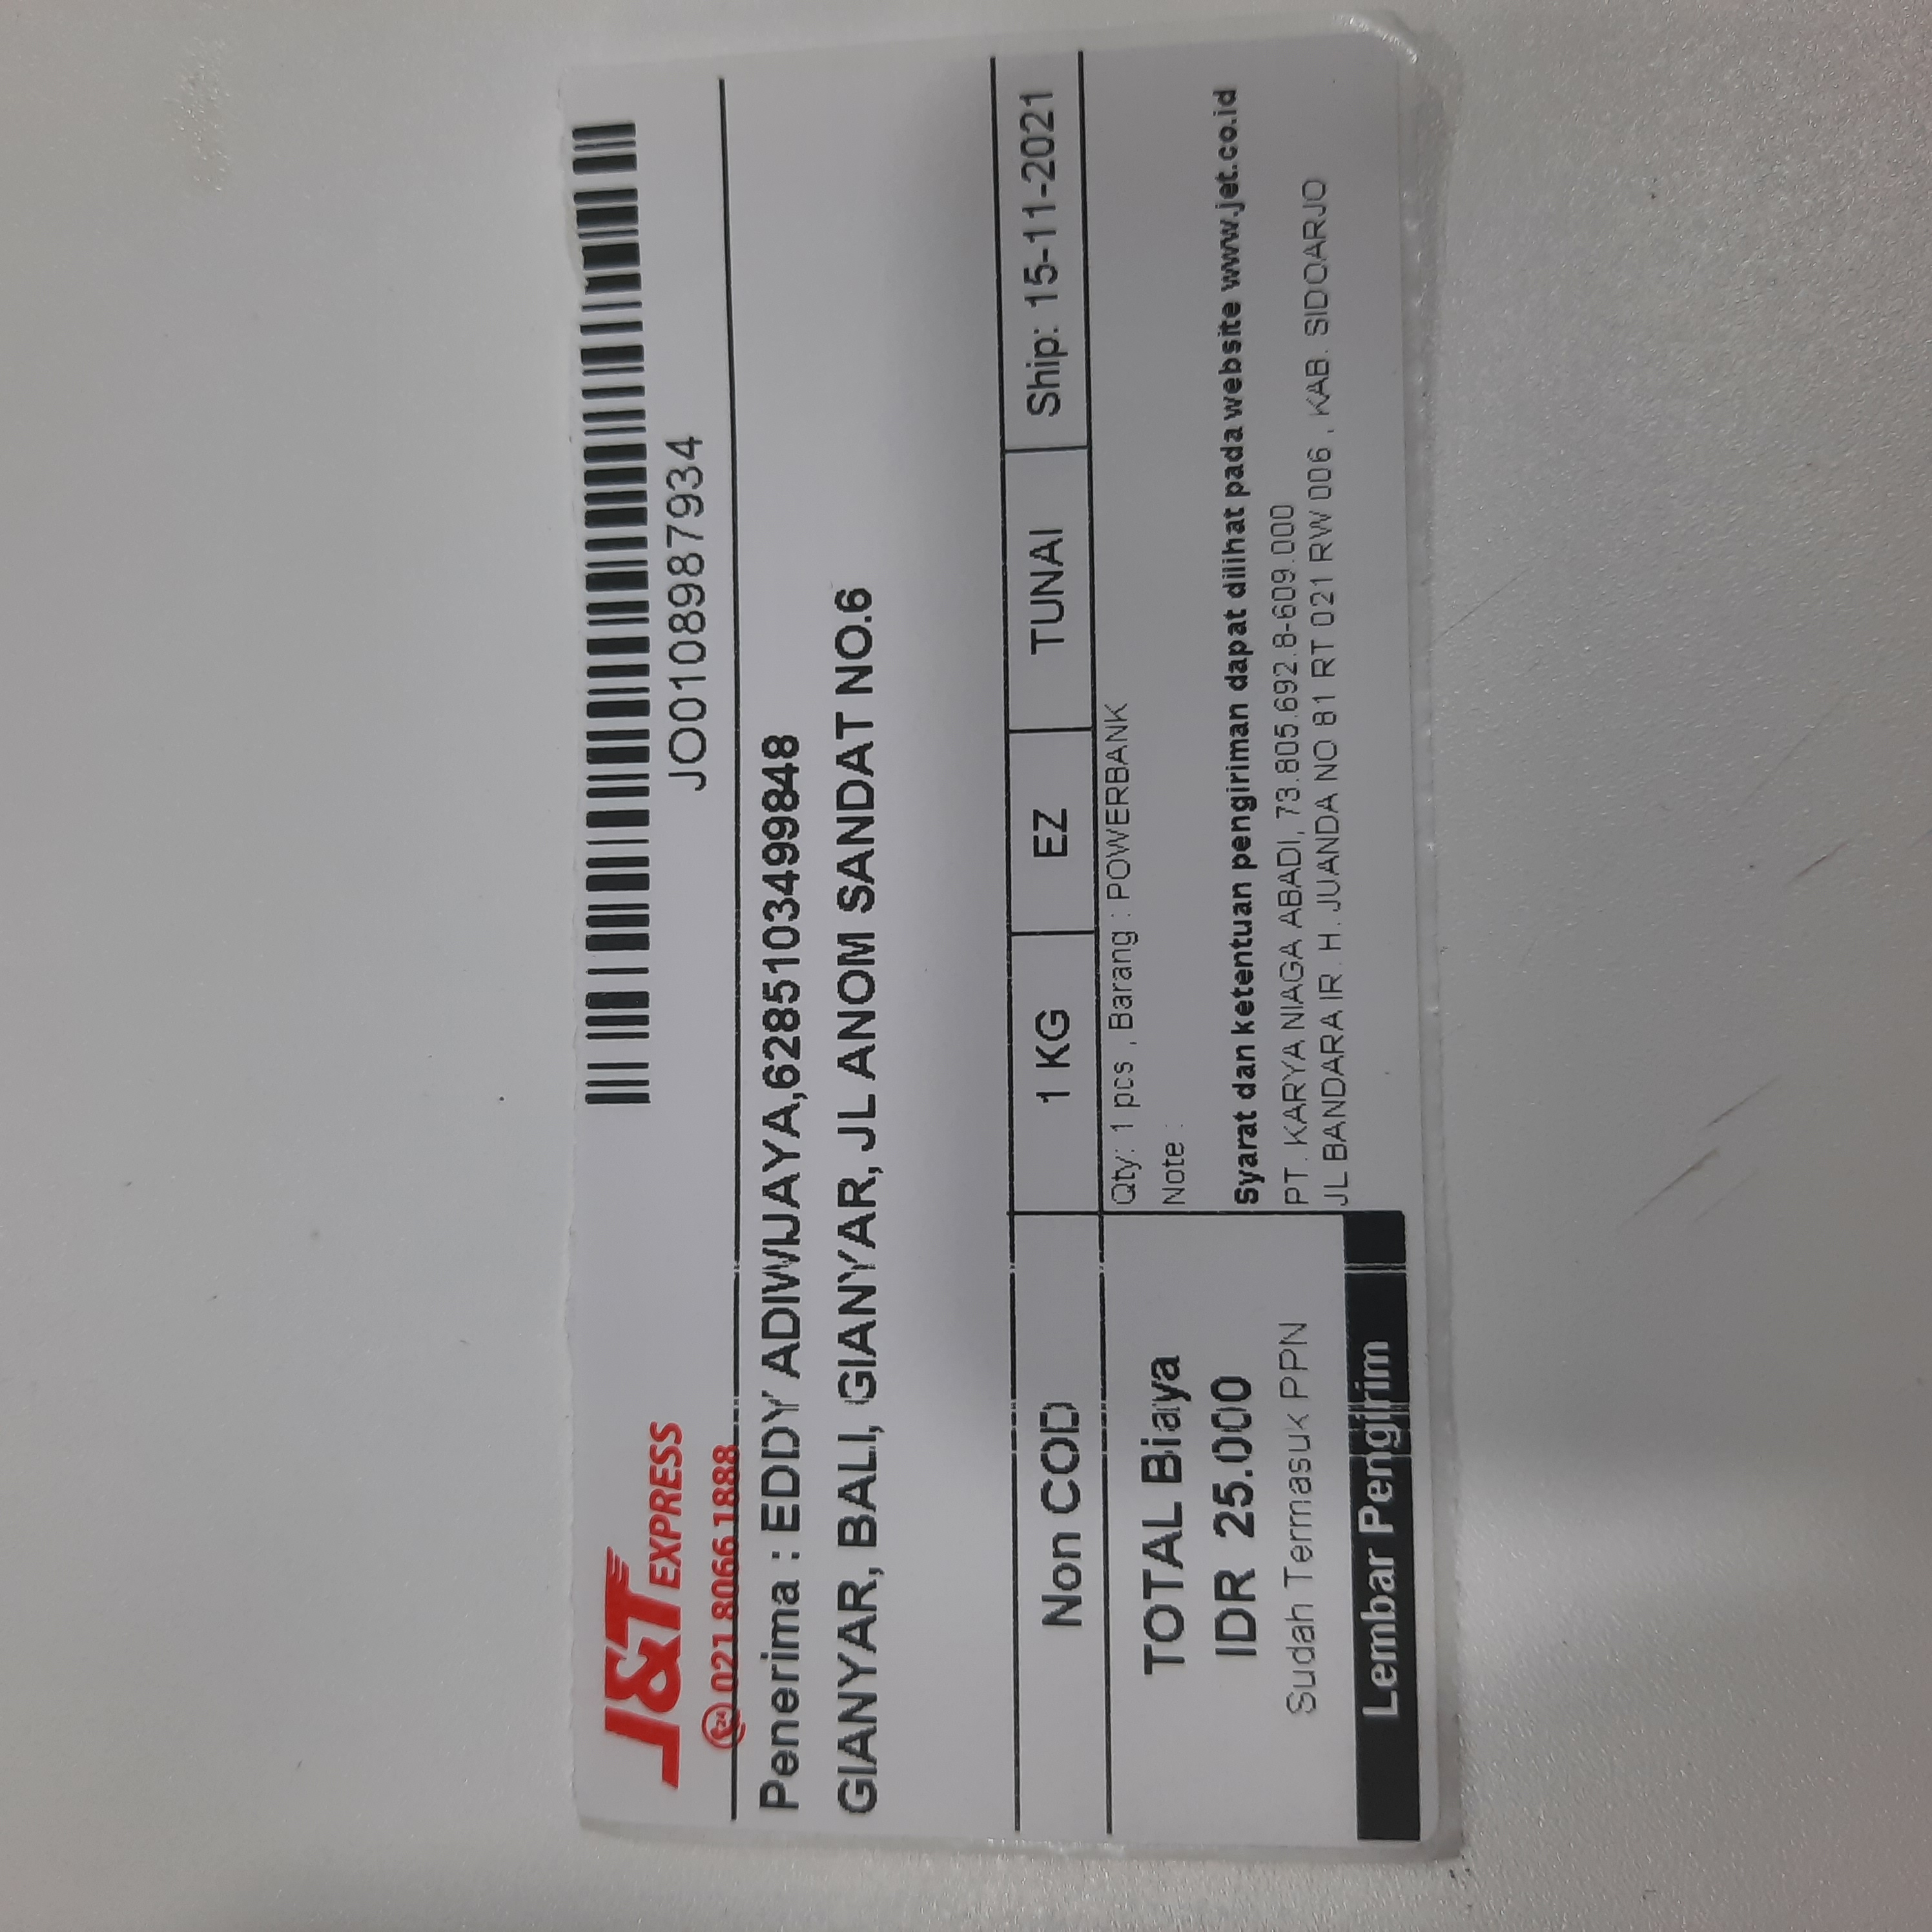 J&T EXPRESS
24 021 8066 1888
JO0108987934
Penerima : EDDY ADIWIJAYA,6285103499848
GIANYAR, BALI, GIANYAR, JL ANOM SANDAT NO.6
Non COD
1 KG
EZ
TUNAI
Ship: 15-11-2021
TOTAL Biaya
IDR 25.000
Sudah Termasuk PPN
Lembar Pengirim
Qty: 1 pcs , Barang : POWERBANK
Note :
Syarat dan ketentuan pengiriman dapat dilihat pada website www.jet.co.id
PT. KARYA NIAGA ABADI, 73.805.692.8-609.000
JL BANDARA IR. H. JUANDA NO 81 RT 021 RW 006 , KAB. SIDOARJO